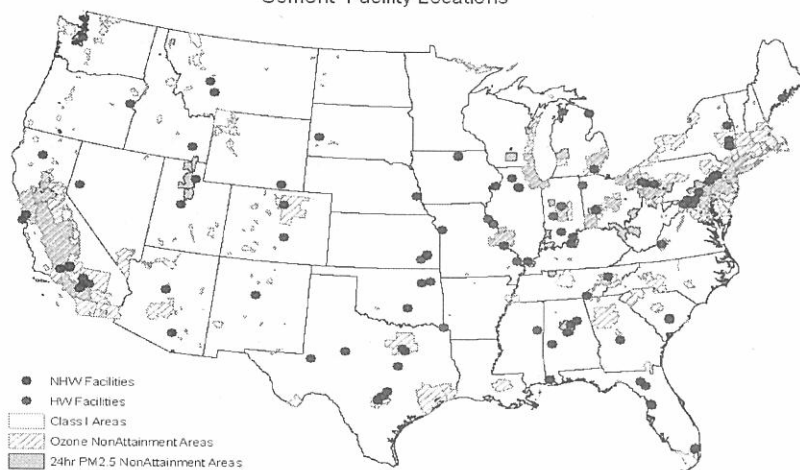 Cement Facility Locations
NHW Facilities
HW Facilities
Class I Areas
Ozone NonAttainment Areas
24hr PM2.5 NonAttainment Areas